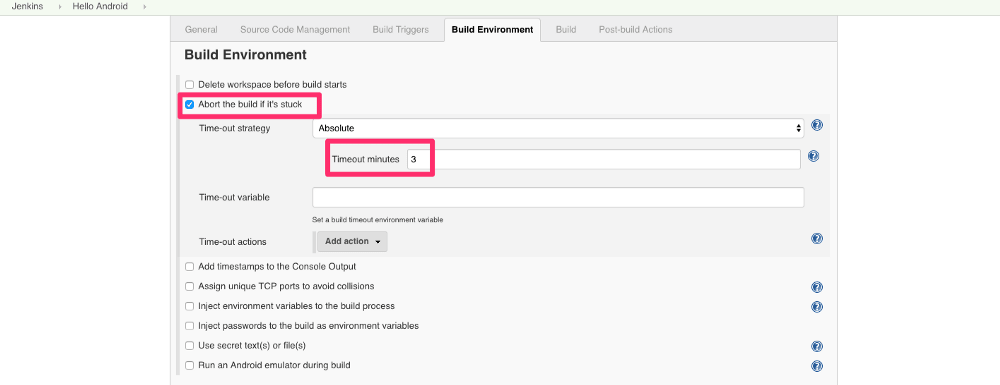 Jenkins › Hello Android ›
General Source Code Management Build Triggers Build Environment Build Post-build Actions
Build Environment
Delete workspace before build starts
Abort the build if it's stuck
Time-out strategy Absolute ?
Timeout minutes 3 ?
Time-out variable
Set a build timeout environment variable
Time-out actions Add action ?
Add timestamps to the Console Output
Assign unique TCP ports to avoid collisions ?
Inject environment variables to the build process ?
Inject passwords to the build as environment variables
Use secret text(s) or file(s) ?
Run an Android emulator during build ?